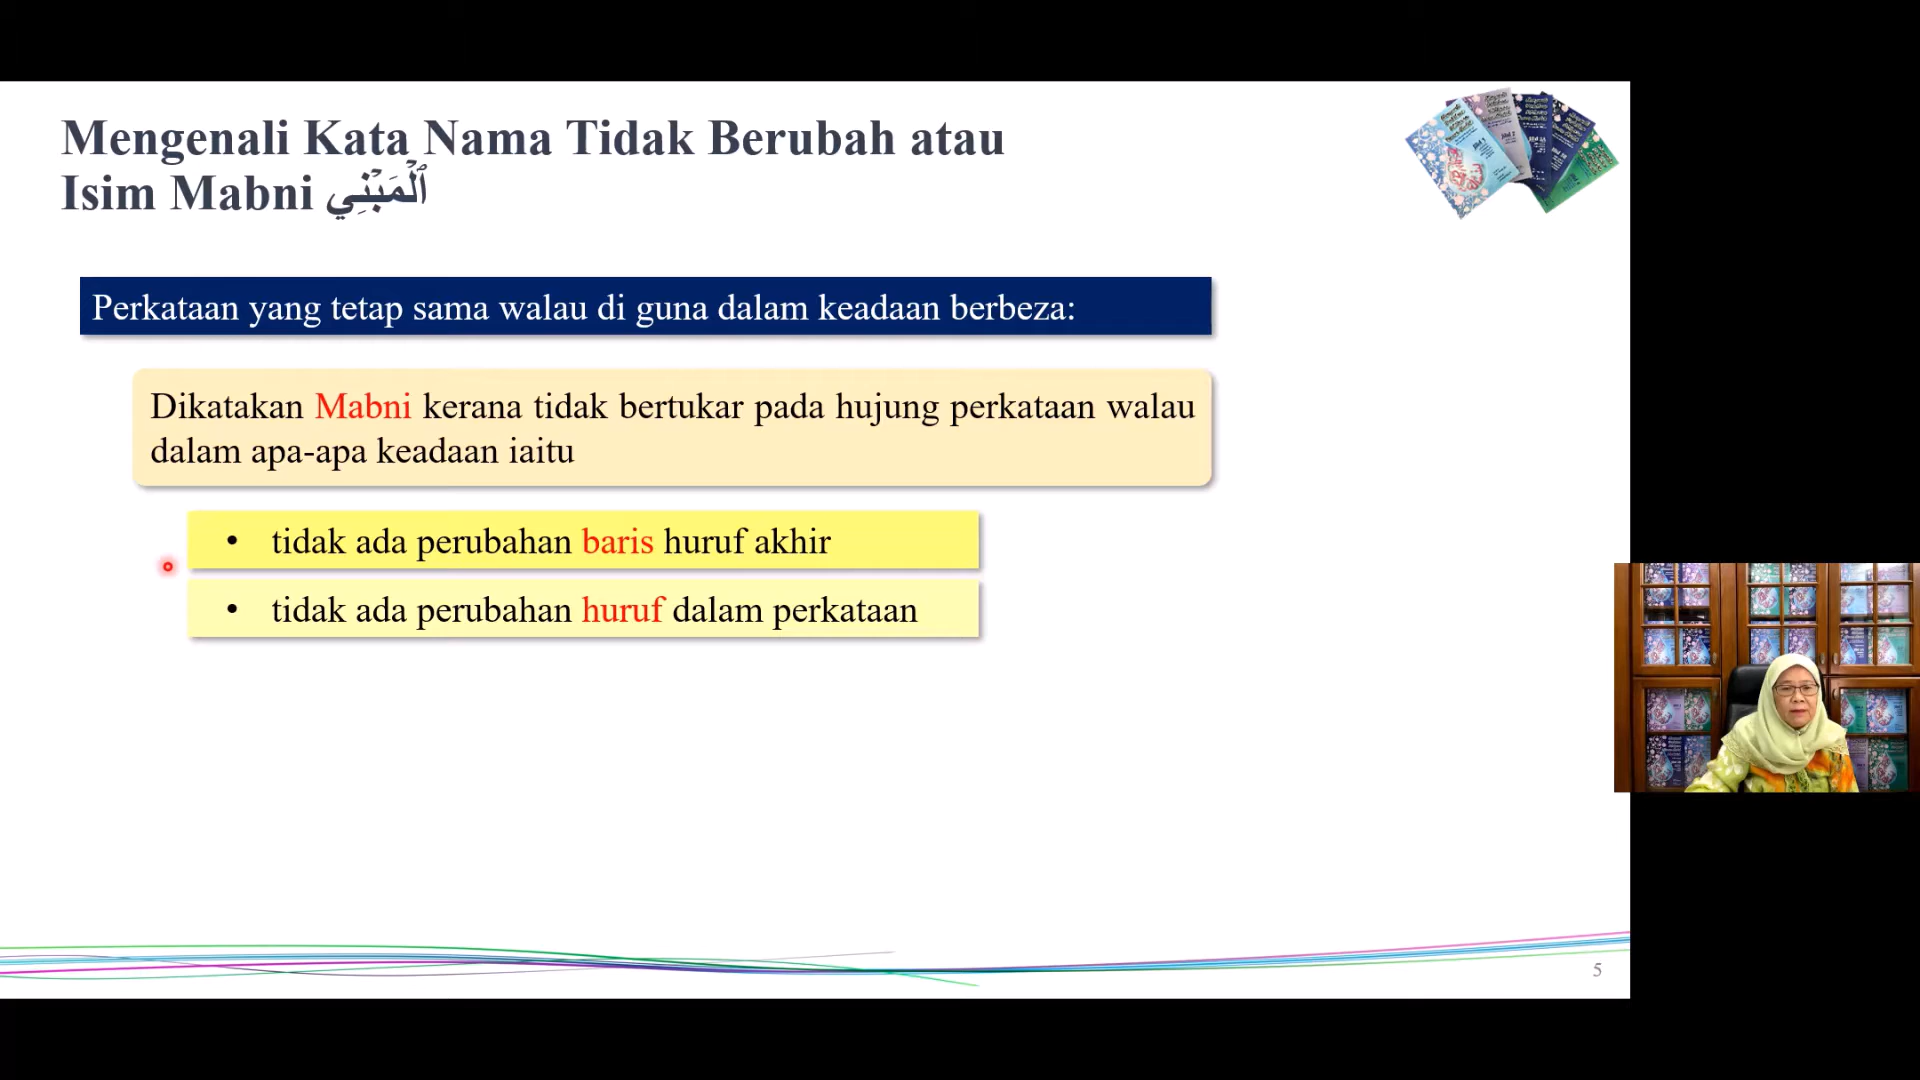 Mengenali Kata Nama Tidak Berubah atau
Isim Mabni ٱلْمَبْنِي
Perkataan yang tetap sama walau di guna dalam keadaan berbeza:
Dikatakan Mabni kerana tidak bertukar pada hujung perkataan walau
dalam apa-apa keadaan iaitu
• tidak ada perubahan baris huruf akhir
• tidak ada perubahan huruf dalam perkataan
5